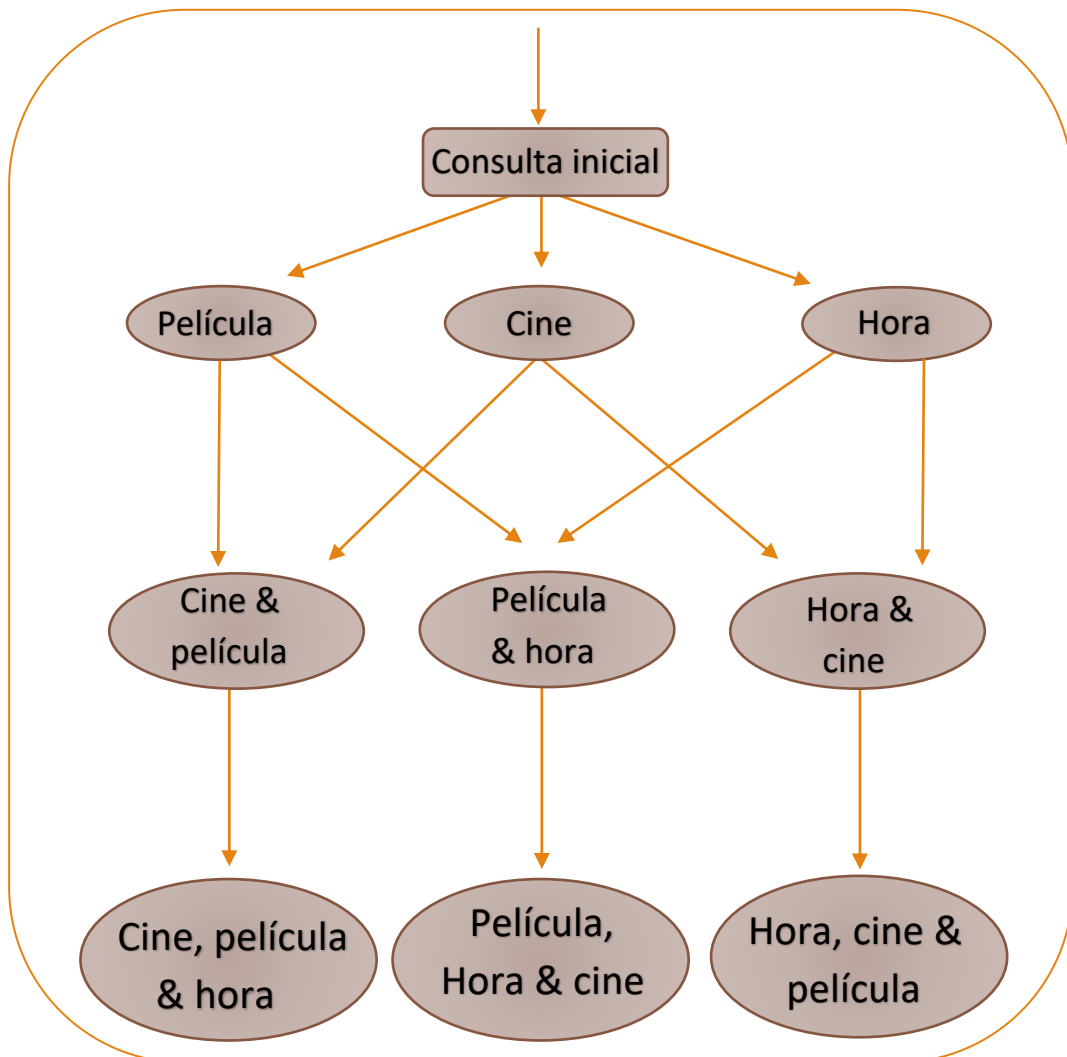 Consulta inicial
Película
Cine
Hora
Cine &
película
Película
& hora
Hora &
cine
Cine, película
& hora
Película,
Hora & cine
Hora, cine &
película